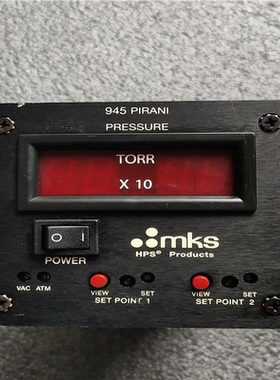 945 PIRANI
PRESSURE
TORR
X 10
O I
POWER
mks
HPS® Products
VAC ATM
VIEW SET
SET POINT 1
VIEW SET
SET POINT 2